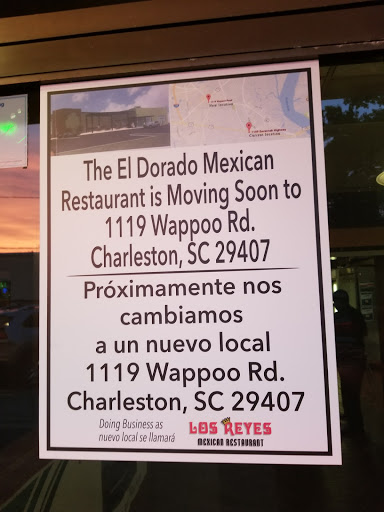 The El Dorado Mexican
Restaurant is Moving Soon to
1119 Wappoo Rd.
Charleston, SC 29407
Próximamente nos
cambiamos
a un nuevo local
1119 Wappoo Rd.
Charleston, SC 29407
Doing Business as
nuevo local se llamará
LOS REYES
MEXICAN RESTAURANT